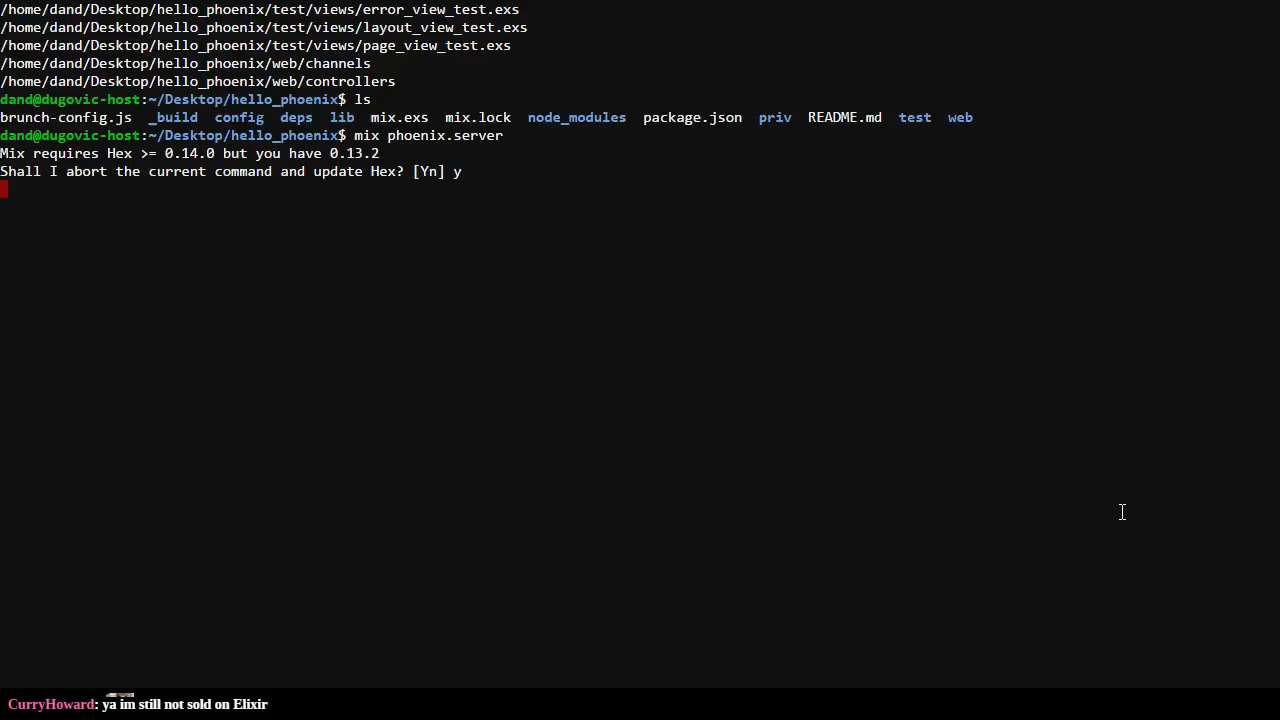 /home/dand/Desktop/hello_phoenix/test/views/error_view_test.exs
/home/dand/Desktop/hello_phoenix/test/views/layout_view_test.exs
/home/dand/Desktop/hello_phoenix/test/views/page_view_test.exs
/home/dand/Desktop/hello_phoenix/web/channels
/home/dand/Desktop/hello_phoenix/web/controllers
dand@dugovic-host:~/Desktop/hello_phoenix$ ls
brunch-config.js  _build  config  deps  lib  mix.exs  mix.lock  node_modules  package.json  priv  README.md  test  web
dand@dugovic-host:~/Desktop/hello_phoenix$ mix phoenix.server
Mix requires Hex >= 0.14.0 but you have 0.13.2
Shall I abort the current command and update Hex? [Yn] y
CurryHoward: ya im still not sold on Elixir